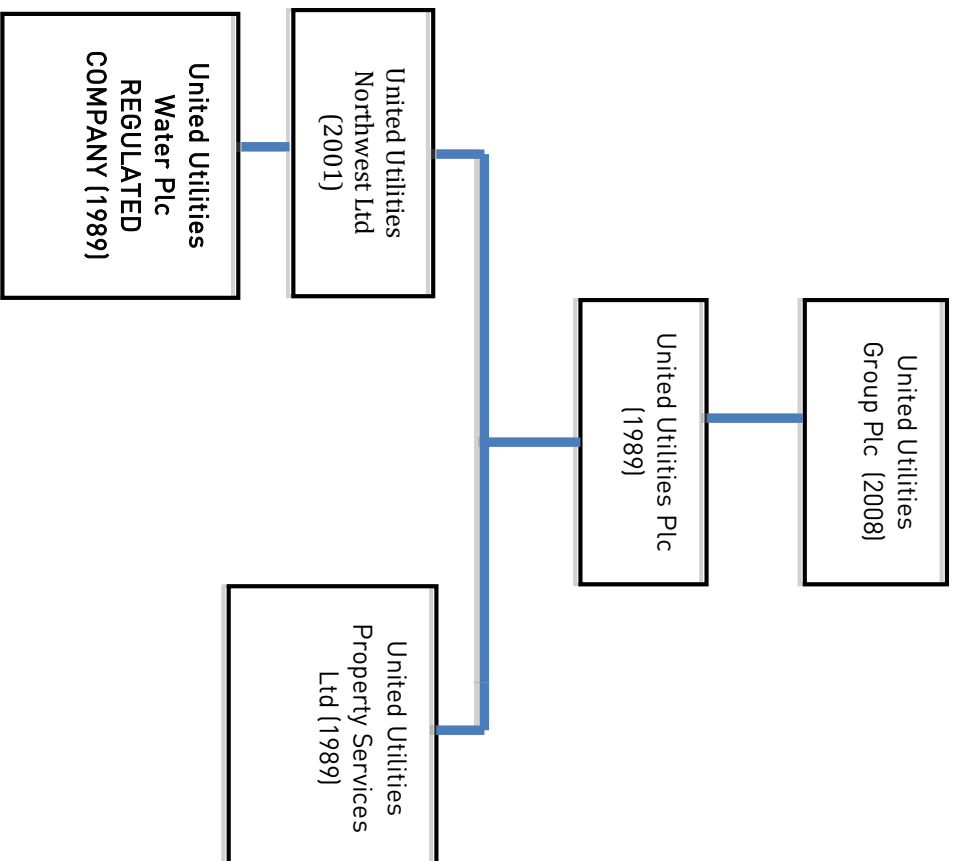 United Utilities
Group Plc (2008)
United Utilities Plc
(1989)
United Utilities
Northwest Ltd
(2001)
United Utilities
Property Services
Ltd (1989)
United Utilities
Water Plc
REGULATED
COMPANY (1989)